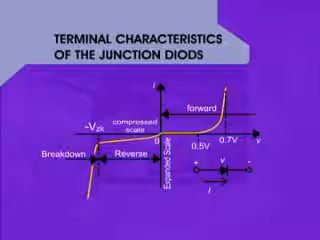 TERMINAL CHARACTERISTICS
OF THE JUNCTION DIODS
i
forward
-VZk
compressed
scale
0
0.5V
0.7V
v
Breakdown
Reverse
Expanded Scale
+ v -
i